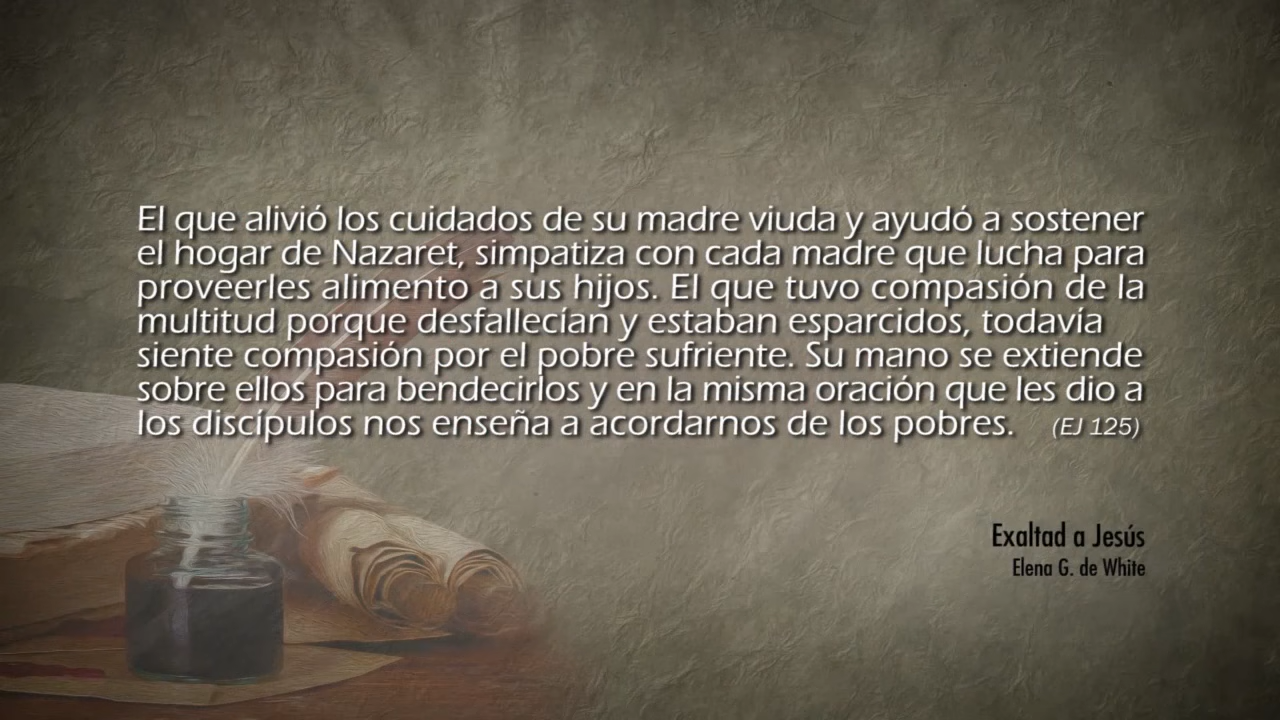 El que alivió los cuidados de su madre viuda y ayudó a sostener
el hogar de Nazaret, simpatiza con cada madre que lucha para
proveerles alimento a sus hijos. El que tuvo compasión de la
multitud porque desfallecían y estaban esparcidos, todavía
siente compasión por el pobre sufriente. Su mano se extiende
sobre ellos para bendecirlos y en la misma oración que les dio a
los discípulos nos enseña a acordarnos de los pobres. (EJ 125)
Exaltad a Jesús
Elena G. de White